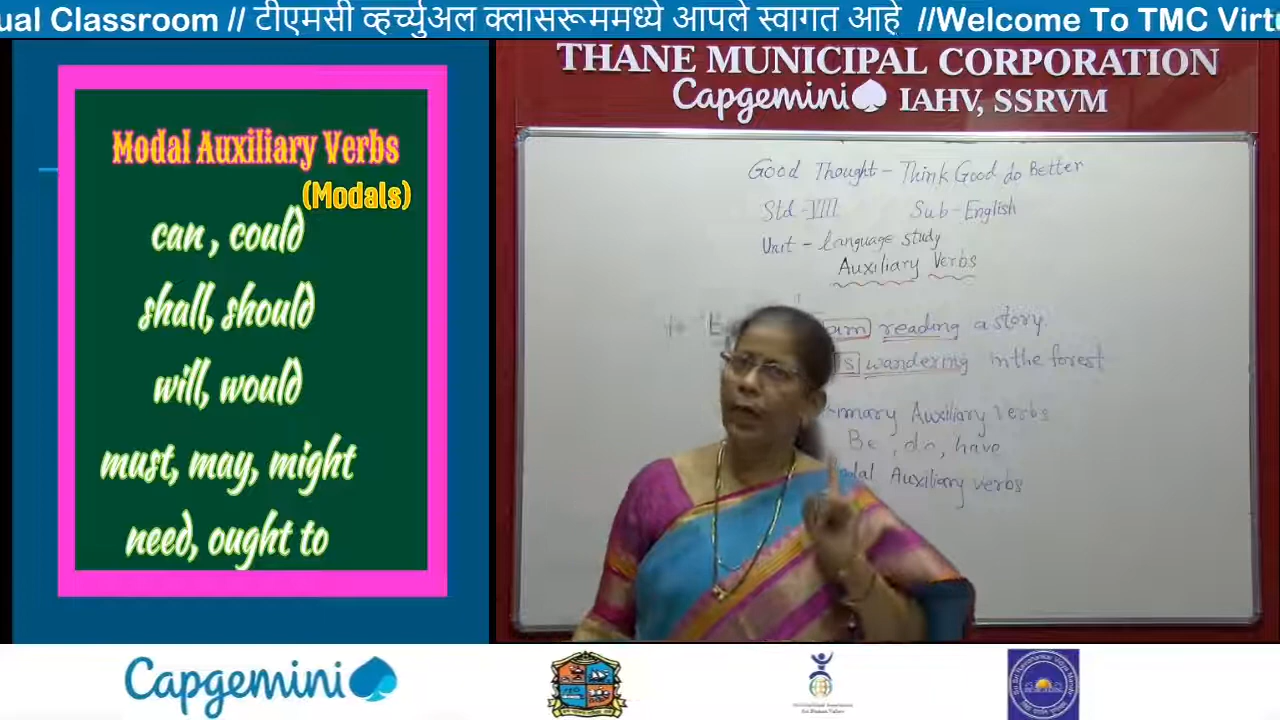 ual Classroom // टीएमसी व्हर्च्युअल क्लासरूममध्ये आपले स्वागत आहे //Welcome To TMC Virtu
Modal Auxiliary Verbs
(Modals)
can , could
shall, should
will, would
must, may, might
need, ought to
THANE MUNICIPAL CORPORATION
Capgemini IAHV, SSRVM
Good Thought - Think Good do Better
Std - VIII Sub - English
Unit - language study
Auxiliary Verbs
am reading a story.
is wandering in the forest
Auxiliary verbs
Be, do, have
Auxiliary verbs
Capgemini